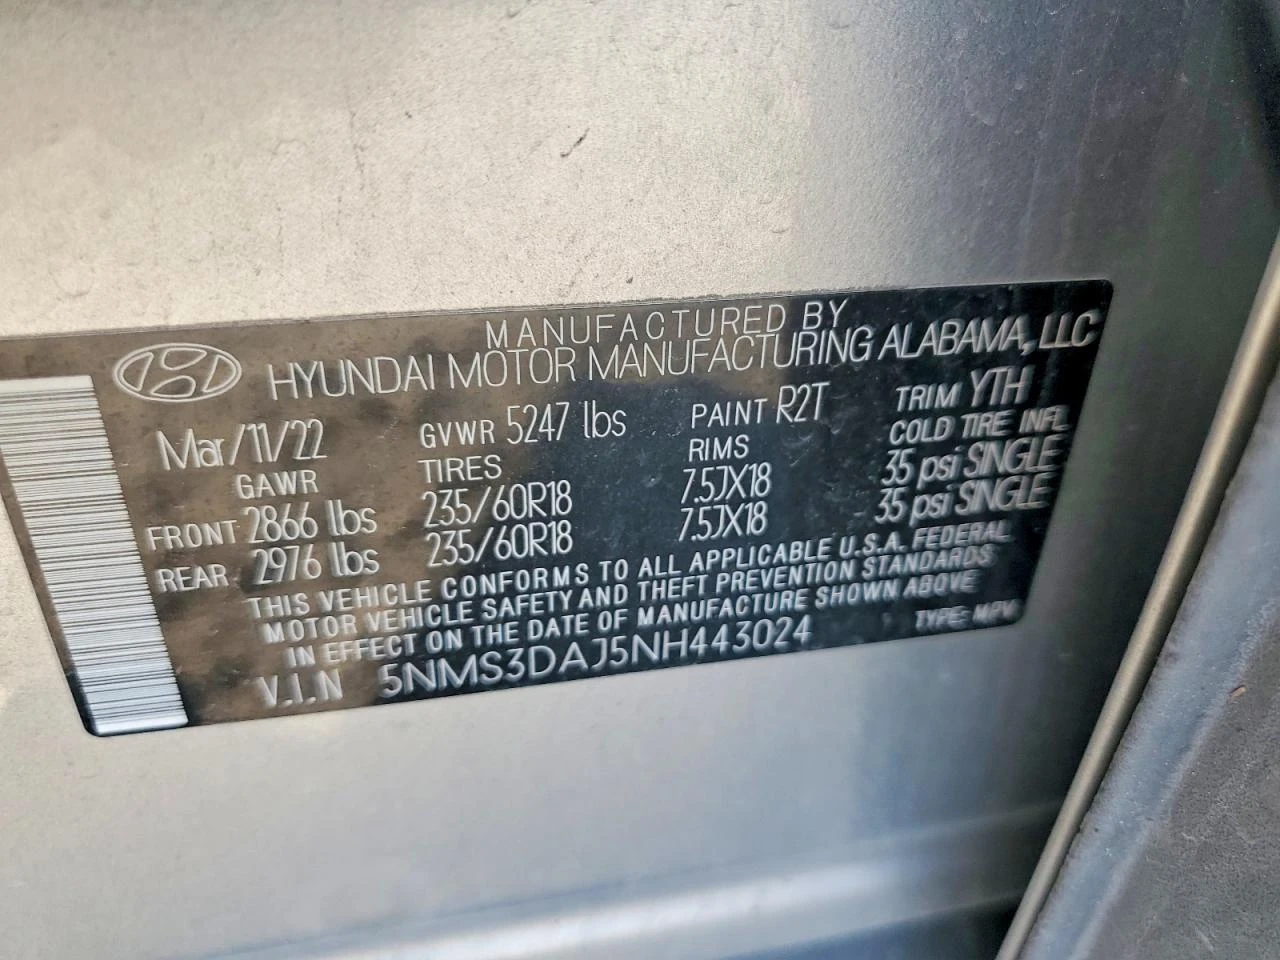 MANUFACTURED BY
HYUNDAI MOTOR MANUFACTURING ALABAMA, LLC
Mar/11/22 GVWR 5247 lbs PAINT R2T TRIM YTH
GAWR TIRES RIMS COLD TIRE INFL
FRONT 2866 lbs 235/60R18 7.5JX18 35 psi SINGLE
REAR 2976 lbs 235/60R18 7.5JX18 35 psi SINGLE
THIS VEHICLE CONFORMS TO ALL APPLICABLE U.S.A. FEDERAL
MOTOR VEHICLE SAFETY AND THEFT PREVENTION STANDARDS
IN EFFECT ON THE DATE OF MANUFACTURE SHOWN ABOVE
V.I.N 5NMS3DAJ5NH443024 TYPE: MPV